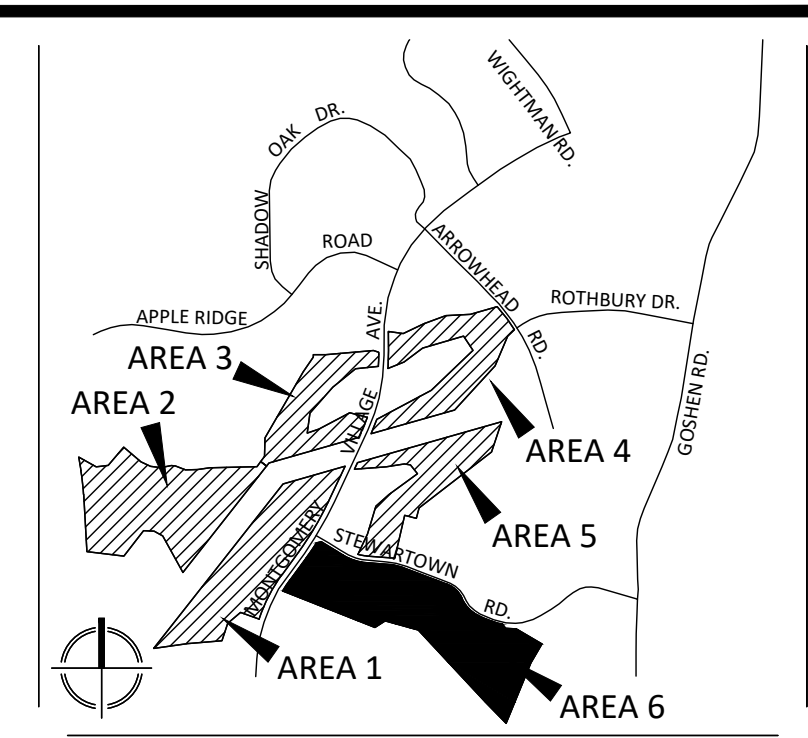 WIGHTMAN RD.
SHADOW OAK DR.
APPLE RIDGE ROAD
ARROWHEAD RD.
ROTHBURY DR.
GOSHEN RD.
MONTGOMERY VILLAGE AVE.
STEWARTOWN RD.
AREA 3
AREA 2
AREA 4
AREA 5
AREA 1
AREA 6